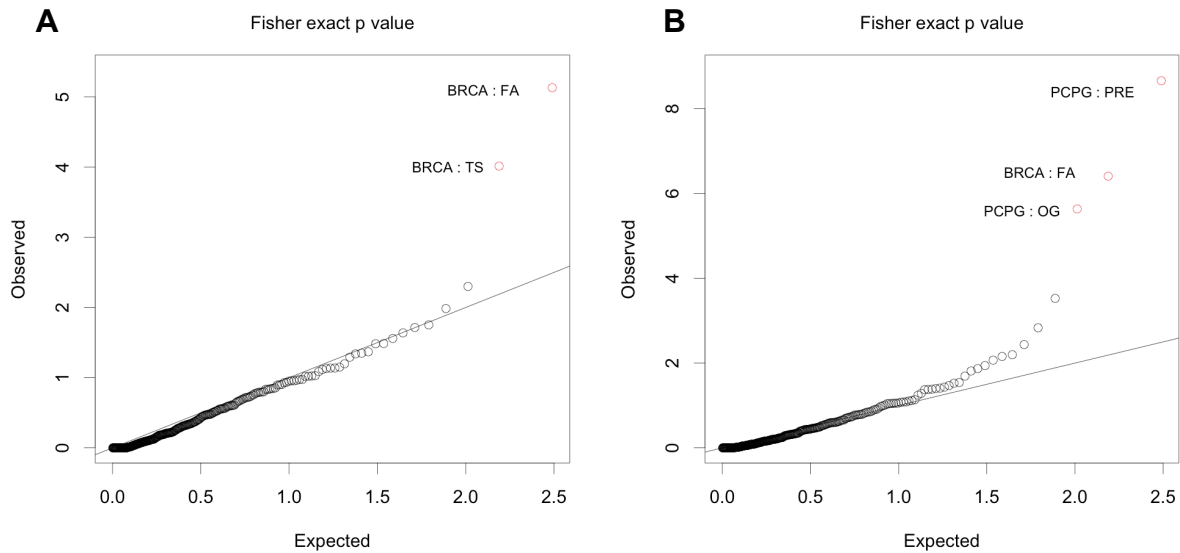 A
Fisher exact p value
BRCA : FA
BRCA : TS
Observed
0
1
2
3
4
5
0.0
0.5
1.0
1.5
2.0
2.5
Expected
B
Fisher exact p value
PCPG : PRE
BRCA : FA
PCPG : OG
Observed
0
2
4
6
8
0.0
0.5
1.0
1.5
2.0
2.5
Expected